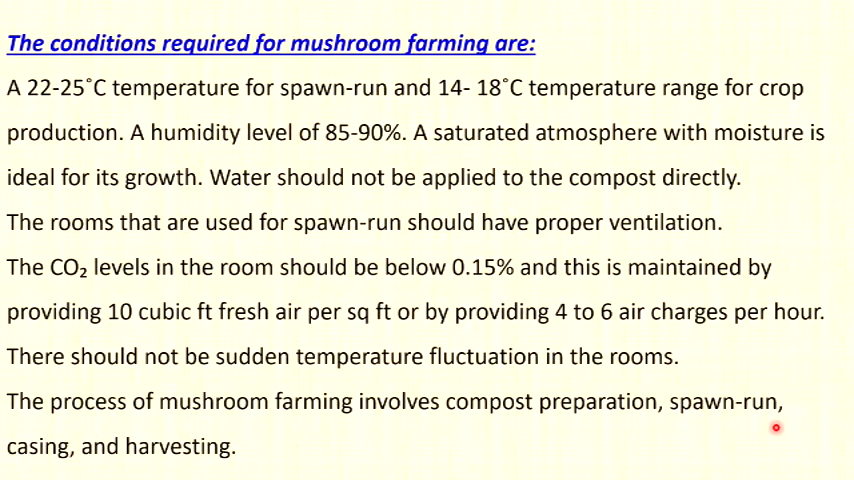 The conditions required for mushroom farming are:
A 22-25˚C temperature for spawn-run and 14- 18˚C temperature range for crop
production. A humidity level of 85-90%. A saturated atmosphere with moisture is
ideal for its growth. Water should not be applied to the compost directly.
The rooms that are used for spawn-run should have proper ventilation.
The CO₂ levels in the room should be below 0.15% and this is maintained by
providing 10 cubic ft fresh air per sq ft or by providing 4 to 6 air charges per hour.
There should not be sudden temperature fluctuation in the rooms.
The process of mushroom farming involves compost preparation, spawn-run,
casing, and harvesting.